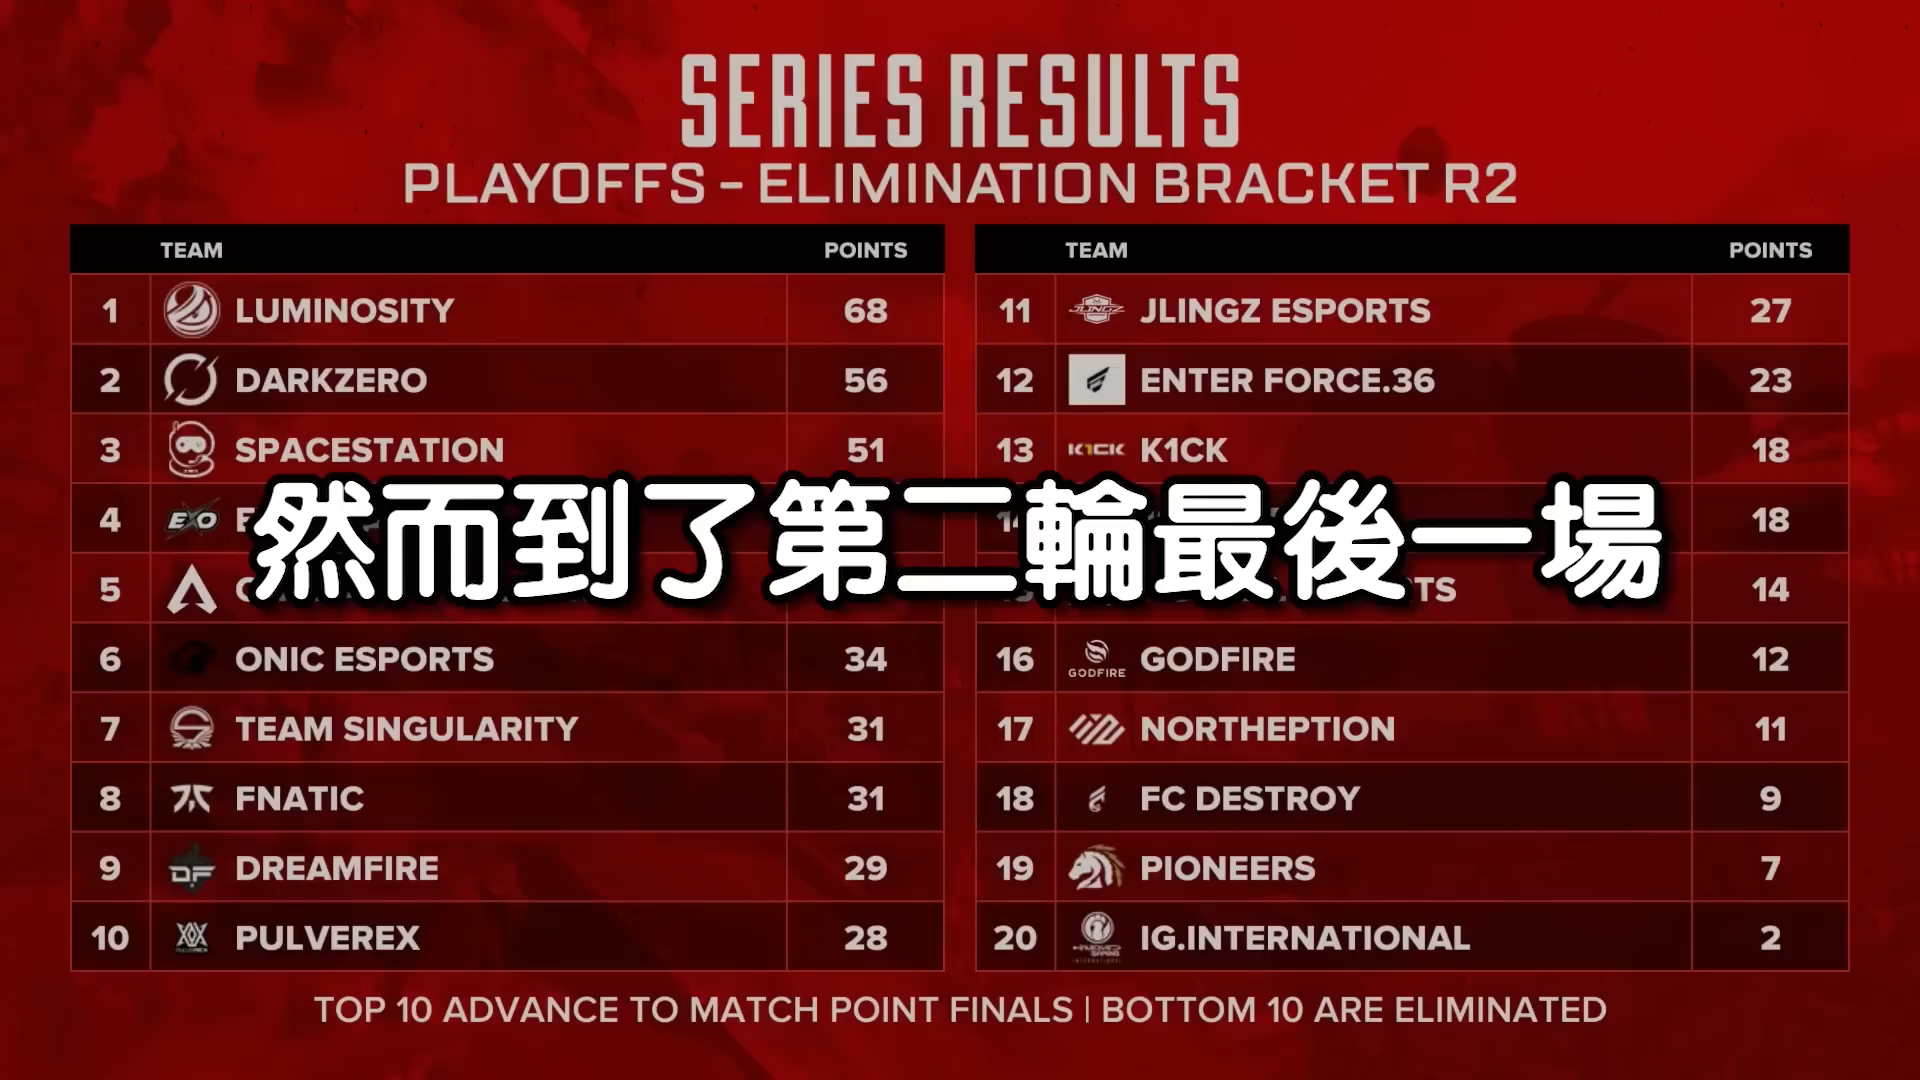 SERIES RESULTS
PLAYOFFS – ELIMINATION BRACKET R2
TEAM POINTS
1 LUMINOSITY 68
2 DARKZERO 56
3 SPACESTATION 51
4 EXO
5
6 ONIC ESPORTS 34
7 TEAM SINGULARITY 31
8 FNATIC 31
9 DF DREAMFIRE 29
10 PULVEREX 28
TEAM POINTS
11 JLINGZ JLINGZ ESPORTS 27
12 ENTER FORCE.36 23
13 K1CK K1CK 18
18
14
16 GODFIRE GODFIRE 12
17 NORTHEPTION 11
18 FC DESTROY 9
19 PIONEERS 7
20 IG.INTERNATIONAL 2
然而到了第二輪最後一場
TOP 10 ADVANCE TO MATCH POINT FINALS | BOTTOM 10 ARE ELIMINATED